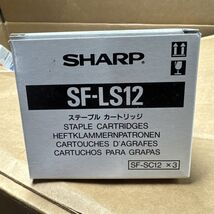 SHARP
SF-LS12
ステープル カートリッジ
STAPLE CARTRIDGES
HEFTKLAMMERNPATRONEN
CARTOUCHES D'AGRAFES
CARTUCHOS PARA GRAPAS
SF-SC12 ×3